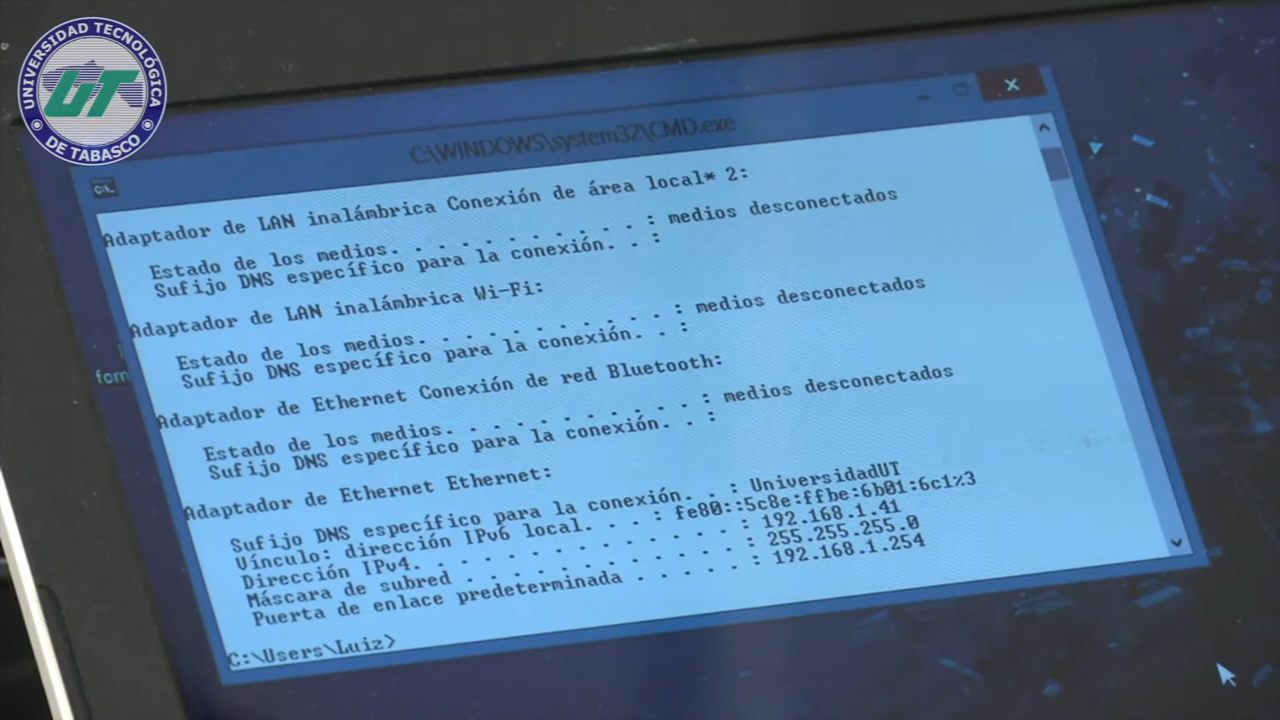 UNIVERSIDAD TECNOLÓGICA
UT
DE TABASCO
C:\WINDOWS\system32\CMD.exe
Adaptador de LAN inalámbrica Conexión de área local* 2:
Estado de los medios. . . . . . . . . . . : medios desconectados
Sufijo DNS específico para la conexión. . :
Adaptador de LAN inalámbrica Wi-Fi:
Estado de los medios. . . . . . . . . . . : medios desconectados
Sufijo DNS específico para la conexión. . :
Adaptador de Ethernet Conexión de red Bluetooth:
Estado de los medios. . . . . . . . . . . : medios desconectados
Sufijo DNS específico para la conexión. . :
Adaptador de Ethernet Ethernet:
Sufijo DNS específico para la conexión. . : UniversidadUT
Vínculo: dirección IPv6 local. . . : fe80::5c8e:ffbe:6b01:6c1%3
Dirección IPv4. . . . . . . . . . . . . . : 192.168.1.41
Máscara de subred . . . . . . . . . . . . : 255.255.255.0
Puerta de enlace predeterminada . . . . . : 192.168.1.254
C:\Users\Luiz>